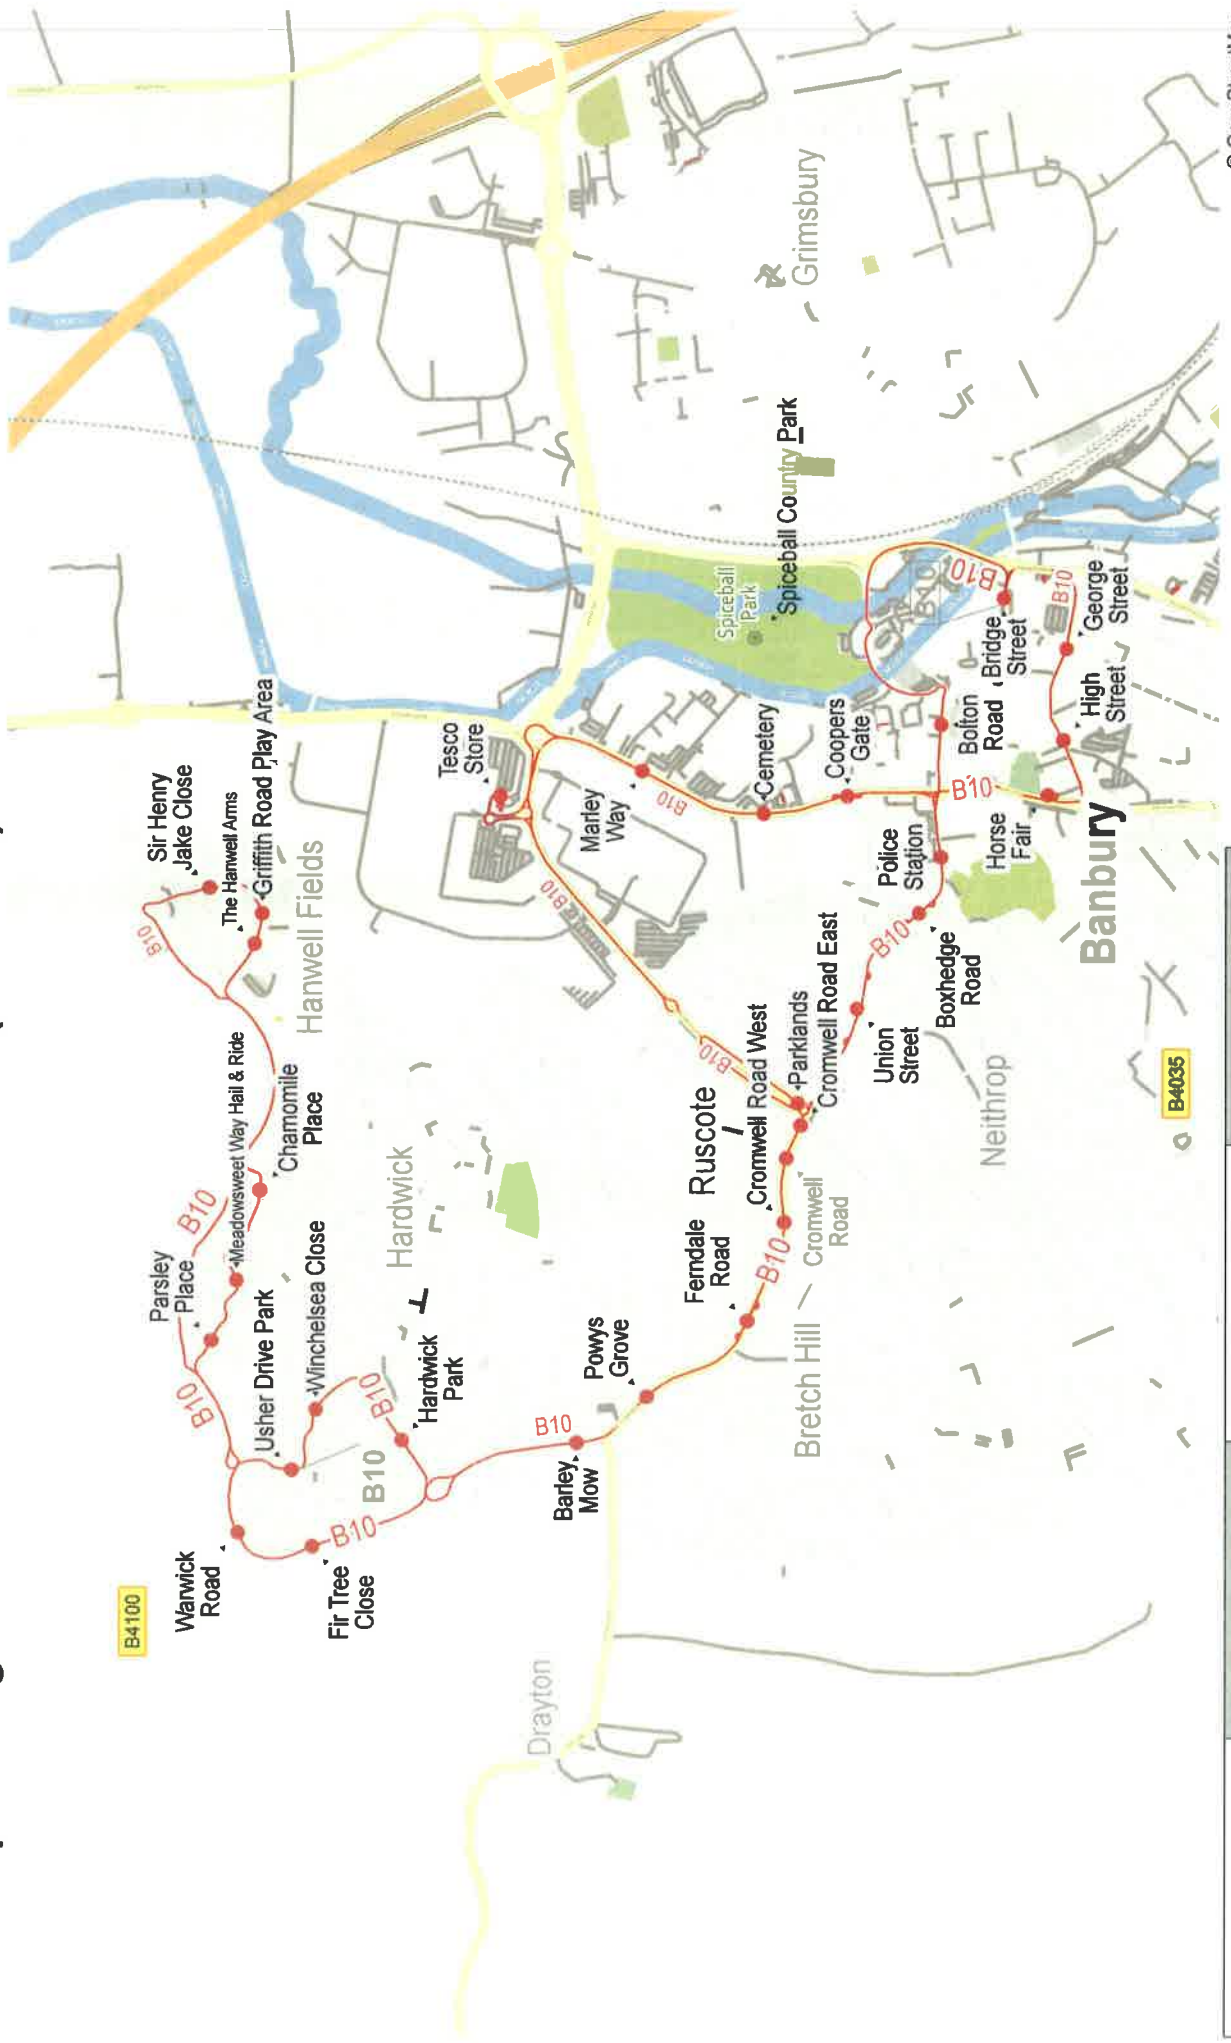 B4100
Warwick
Road
Fir Tree
Close
B10
B10
B10
Usher Drive Park
Winchelsea Close
B10
Hardwick
Park
Parsley
Place
B10
Meadowsweet Way Hail & Ride
Chamomile
Place
B10
Sir Henry
Jake Close
The Hanwell Arms
Griffith Road Play Area
Hanwell Fields
Hardwick
Drayton
B10
Barley
Mow
Powys
Grove
Ferndale
Road
B10
Bretch Hill
Cromwell
Road
Ruscote
Cromwell Road West
Parklands
Cromwell Road East
B10
B10
Tesco
Store
Marley
Way
B10
Cemetery
Coopers
Gate
Union
Street
B10
Boxhedge
Road
Police
Station
Neithrop
B10
Horse
Fair
Banbury
B4035
Bolton
Road
Bridge
Street
High
Street
George
Street
B10
B10
B10
Spiceball
Park
Spiceball Country Park
Grimsbury